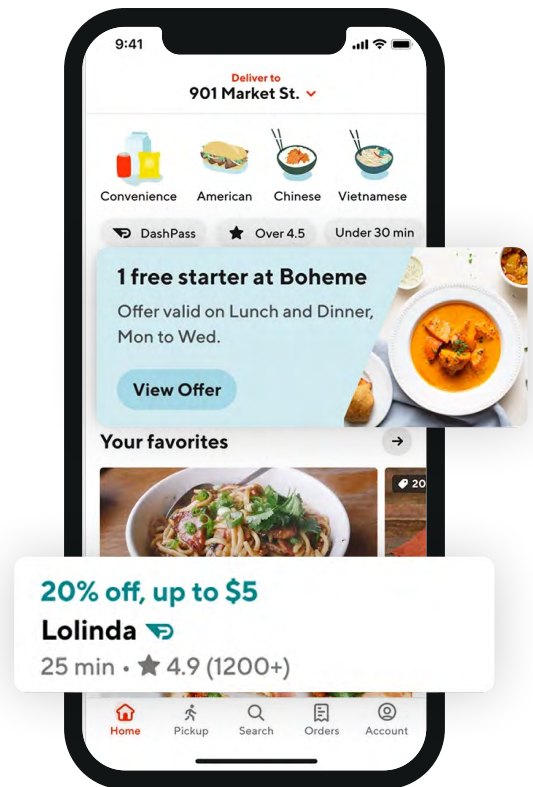 9:41
Deliver to
901 Market St.
Convenience American Chinese Vietnamese
DashPass Over 4.5 Under 30 min
1 free starter at Boheme
Offer valid on Lunch and Dinner,
Mon to Wed.
View Offer
Your favorites
20
20% off, up to $5
Lolinda
25 min • ★ 4.9 (1200+)
Home Pickup Search Orders Account